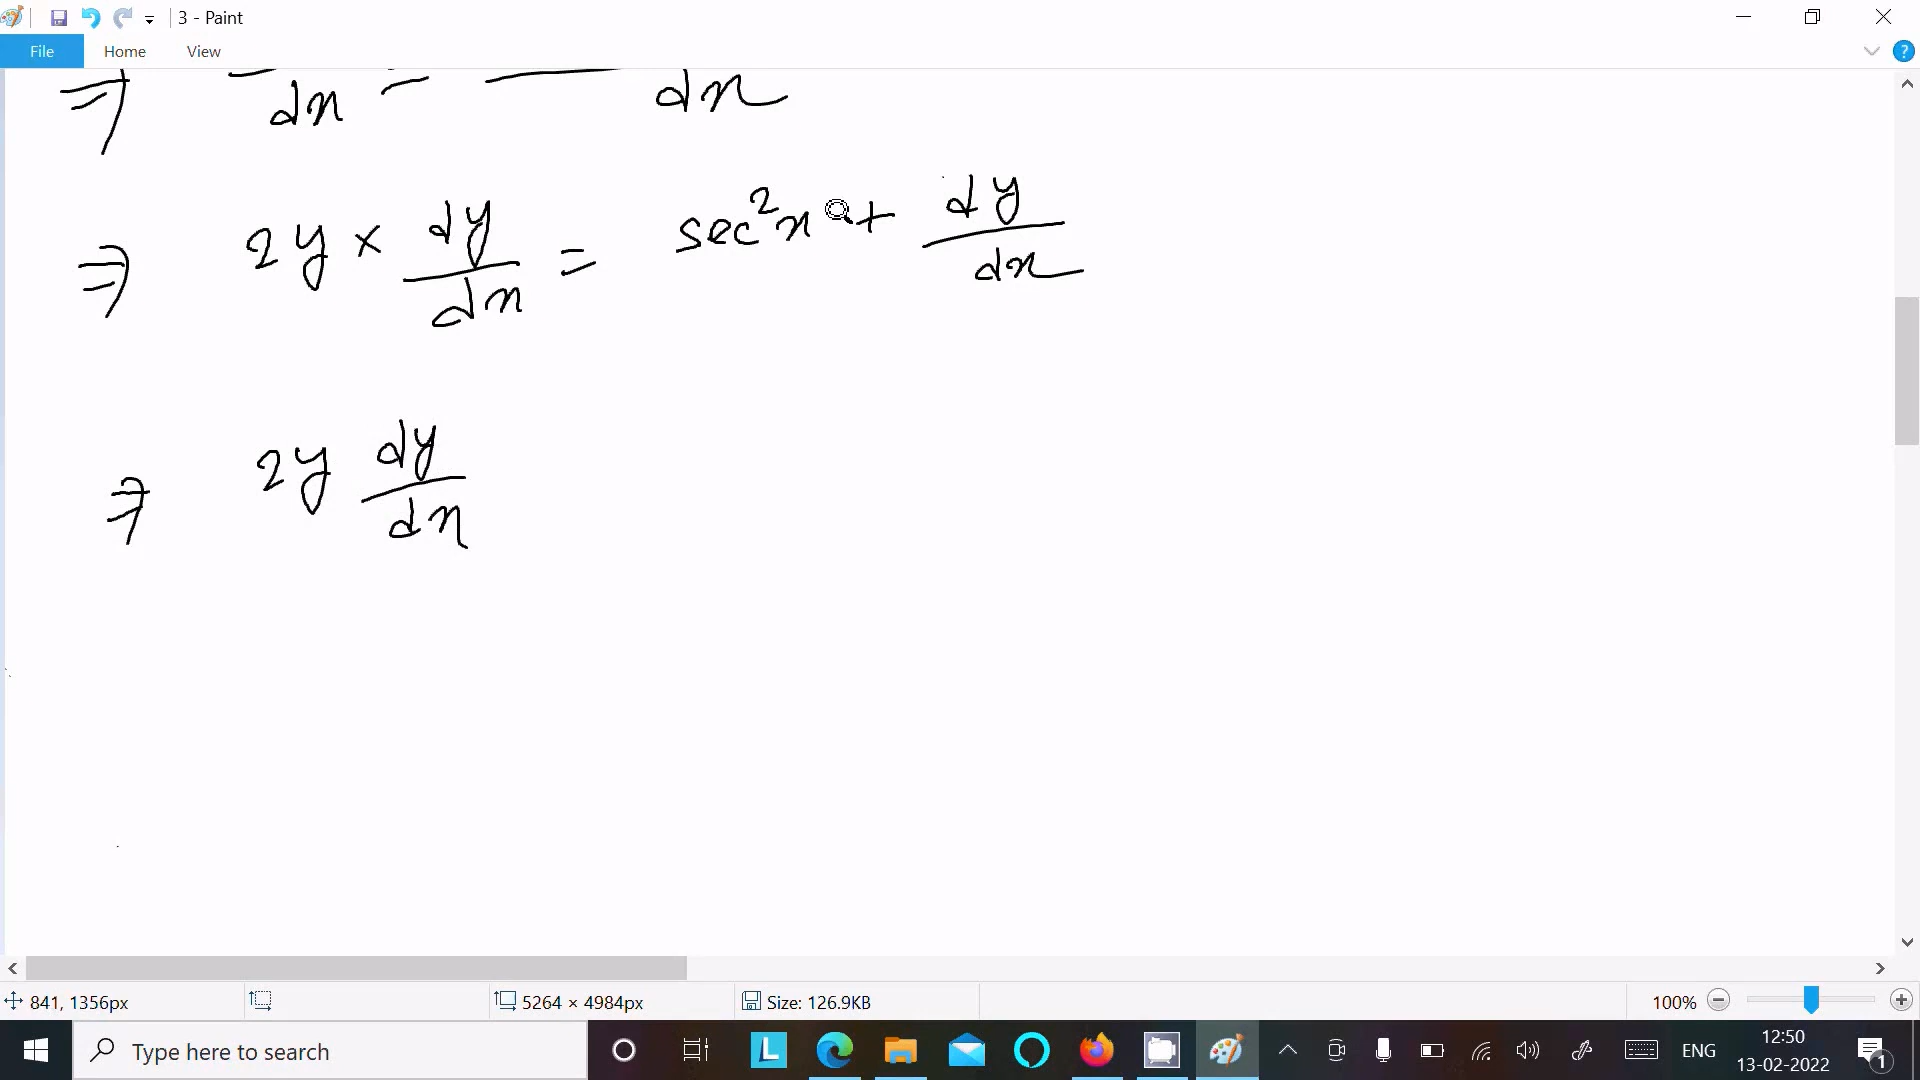 3 - Paint
File Home View
⇒ dx = dx
⇒ 2y × dy/dx = sec²x + dy/dx
⇒ 2y dy/dx
841, 1356px 5264 × 4984px Size: 126.9KB 100%
Type here to search L ENG 12:50
13-02-2022 1